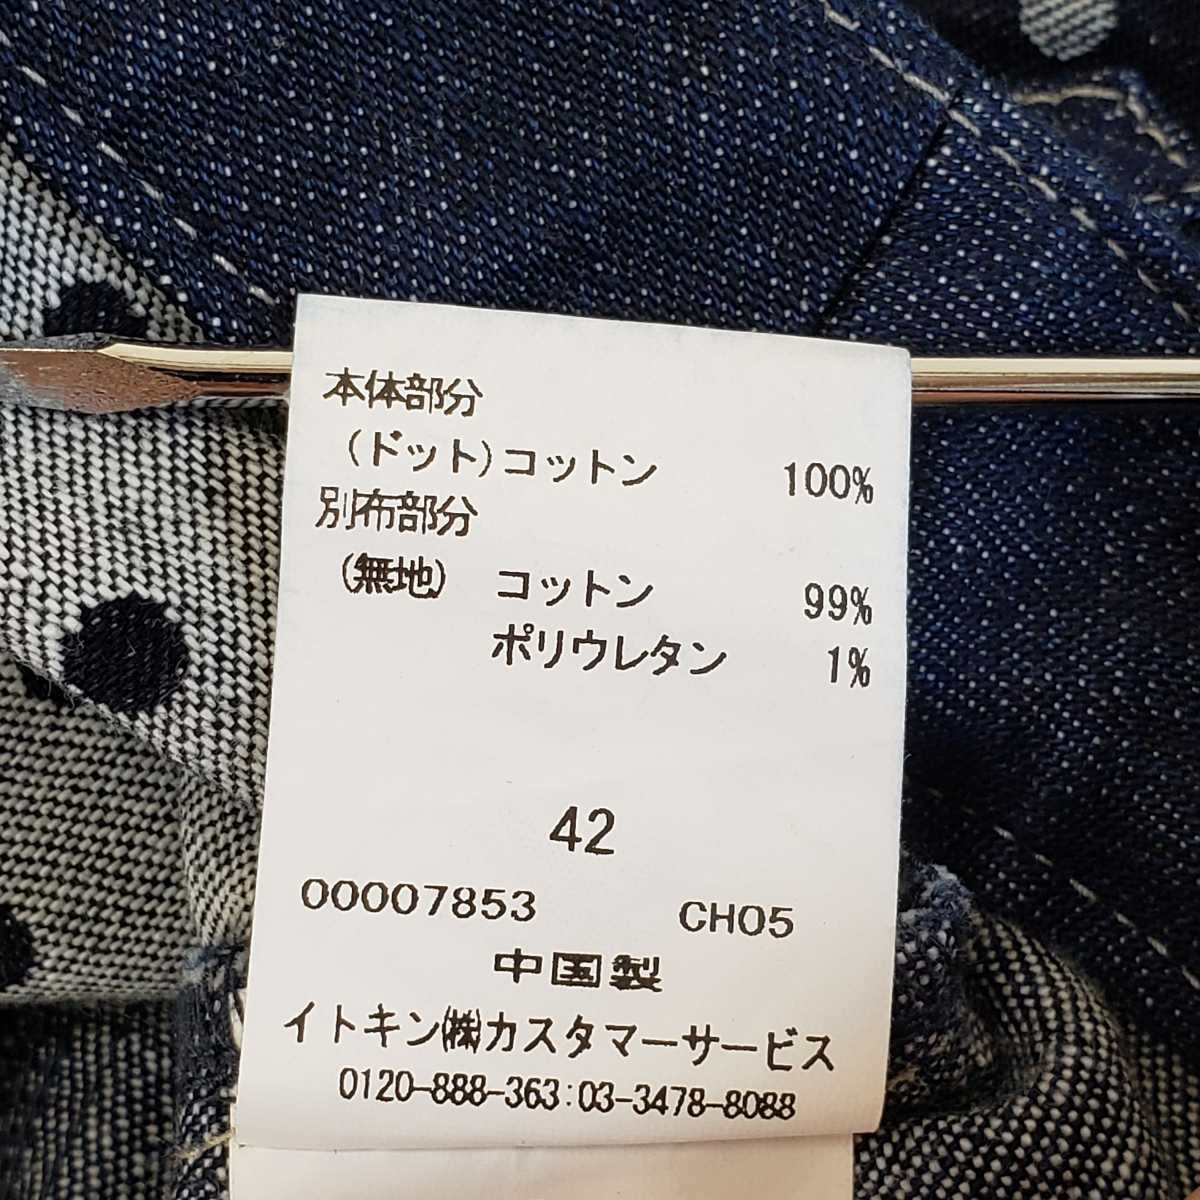 本体部分
(ドット)コットン 100%
別布部分
(無地) コットン 99%
ポリウレタン 1%
42
00007853 CH05
中国製
イトキン㈱カスタマーサービス
0120-888-363:03-3478-8088